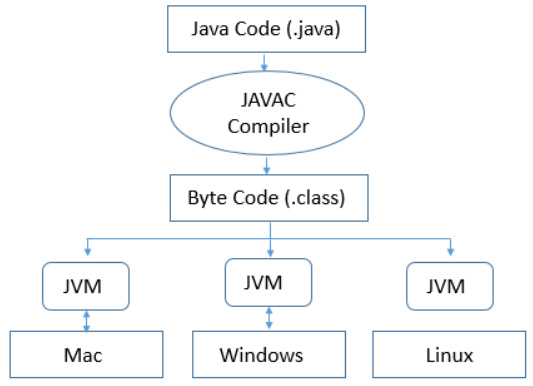 Java Code (.java)
JAVAC
Compiler
Byte Code (.class)
JVM
JVM
JVM
Mac
Windows
Linux